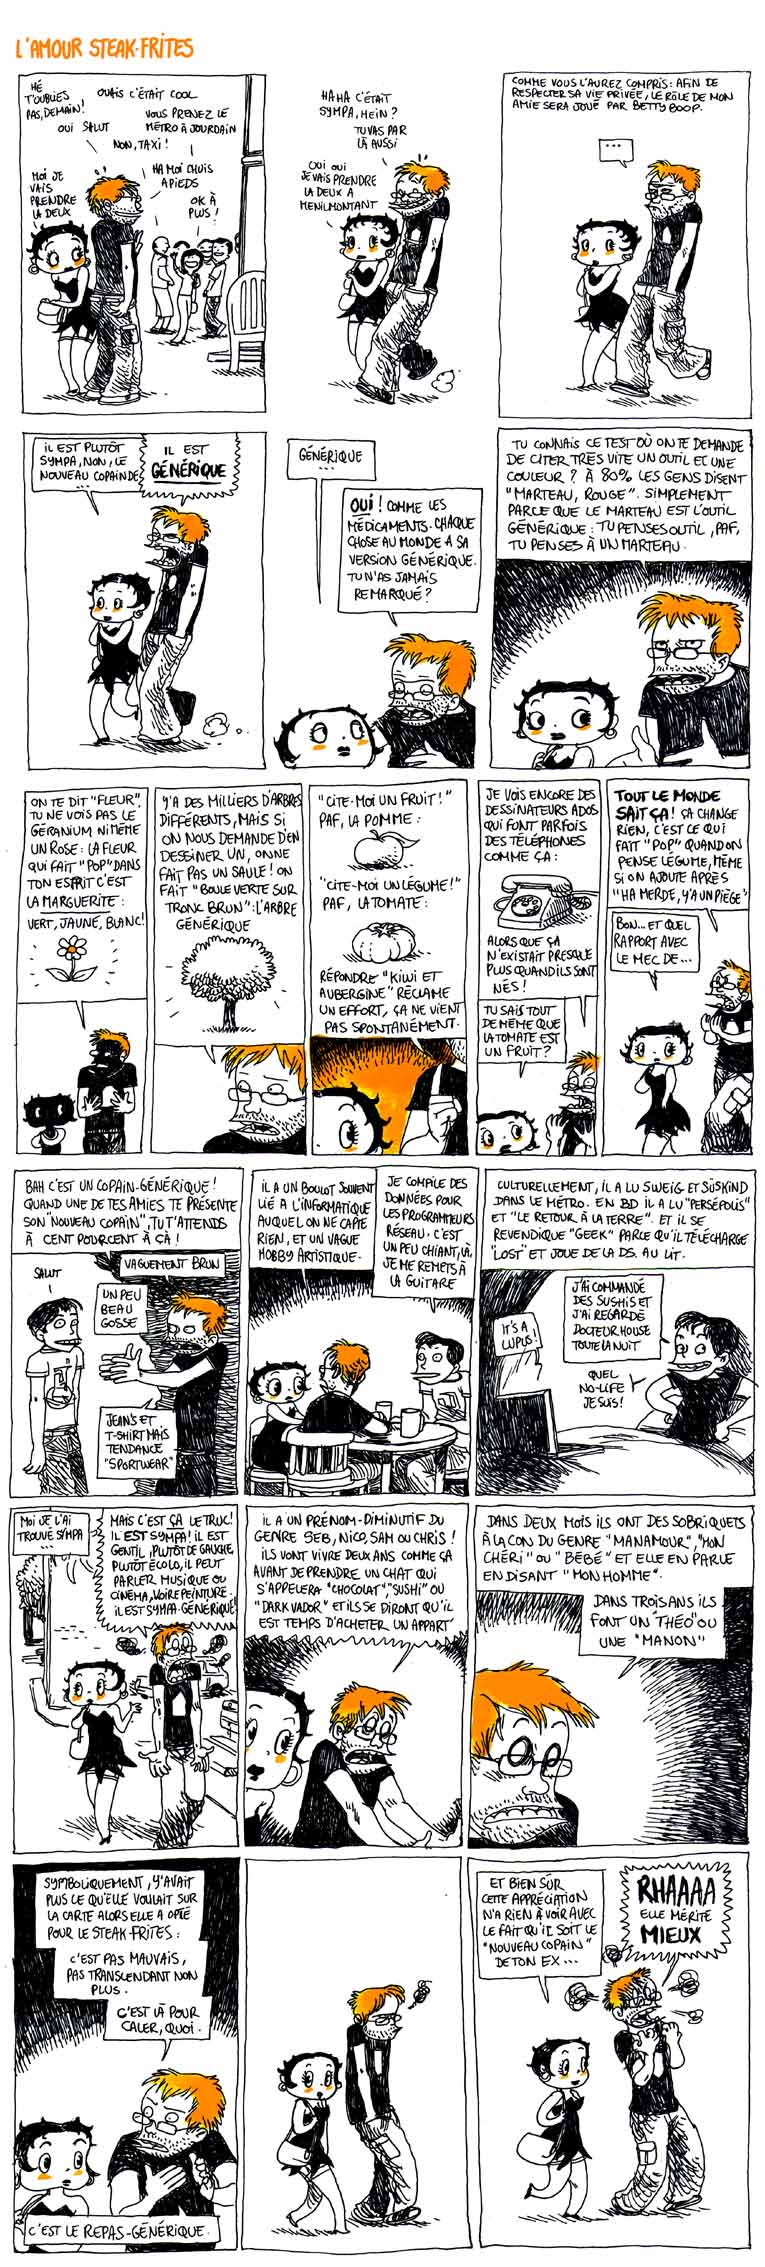 L'AMOUR STEAK-FRITES
HÉ
T'OUBLIES
PAS, DEMAIN!
OUAIS C'ÉTAIT COOL
OUI SALUT
VOUS PRENEZ LE
MÉTRO À JOURDAIN
NON, TAXI!
MOI JE
VAIS
PRENDRE
LA DEUX
HA MOI CHUIS
A PIEDS
OK À
PLUS!
HA HA C'ÉTAIT
SYMPA, HEIN?
TU VAS PAR
LÀ AUSSI
OUI OUI
JE VAIS PRENDRE
LA DEUX A
MENILMONTANT
COMME VOUS L'AUREZ COMPRIS: AFIN DE
RESPECTER SA VIE PRIVÉE, LE RÔLE DE MON
AMIE SERA JOUÉ PAR BETTY BOOP.
...
IL EST PLUTÔT
SYMPA, NON, LE
NOUVEAU COPAIN DE
...
IL EST
GÉNÉRIQUE
GÉNÉRIQUE
...
OUI! COMME LES
MÉDICAMENTS. CHAQUE
CHOSE AU MONDE A SA
VERSION GÉNÉRIQUE.
TU N'AS JAMAIS
REMARQUÉ?
TU CONNAIS CE TEST OÙ ON TE DEMANDE
DE CITER TRÈS VITE UN OUTIL ET UNE
COULEUR? À 80% LES GENS DISENT
"MARTEAU, ROUGE". SIMPLEMENT
PARCE QUE LE MARTEAU EST L'OUTIL
GÉNÉRIQUE: TU PENSES OUTIL, PAF,
TU PENSES À UN MARTEAU.
ON TE DIT "FLEUR",
TU NE VOIS PAS LE
GÉRANIUM NI MÊME
UN ROSE: LA FLEUR
QUI FAIT "POP" DANS
TON ESPRIT C'EST
LA MARGUERITE:
VERT, JAUNE, BLANC!
Y'A DES MILLIERS D'ARBRES
DIFFÉRENTS, MAIS SI
ON NOUS DEMANDE D'EN
DESSINER UN, ON NE
FAIT PAS UN SAULE! ON
FAIT "BOULE VERTE SUR
TRONC BRUN": L'ARBRE
GÉNÉRIQUE
"CITE-MOI UN FRUIT!"
PAF, LA POMME:
"CITE-MOI UN LÉGUME!"
PAF, LA TOMATE:
RÉPONDRE "KIWI ET
AUBERGINE" RÉCLAME
UN EFFORT, ÇA NE VIENT
PAS SPONTANÉMENT.
JE VOIS ENCORE DES
DESSINATEURS ADOS
QUI FONT PARFOIS
DES TÉLÉPHONES
COMME ÇA:
ALORS QUE ÇA
N'EXISTAIT PRESQUE
PLUS QUAND ILS SONT
NÉS!
TU SAIS TOUT
DE MÊME QUE
LA TOMATE EST
UN FRUIT?
TOUT LE MONDE
SAIT ÇA! ÇA CHANGE
RIEN, C'EST CE QUI
FAIT "POP" QUAND ON
PENSE LÉGUME, MÊME
SI ON AJOUTE APRÈS
"HA MERDE, Y'A UN PIÈGE"
BON... ET QUEL
RAPPORT AVEC
LE MEC DE...
BAH C'EST UN COPAIN-GÉNÉRIQUE!
QUAND UNE DE TES AMIES TE PRÉSENTE
SON "NOUVEAU COPAIN", TU T'ATTENDS
À CENT POURCENT À ÇA!
SALUT
VAGUEMENT BRUN
UN PEU
BEAU
GOSSE
JEANS ET
T-SHIRT MAIS
TENDANCE
"SPORTWEAR"
IL A UN BOULOT SOUVENT
LIÉ A L'INFORMATIQUE
AUQUEL ON NE CAPTE
RIEN, ET UN VAGUE
HOBBY ARTISTIQUE.
JE COMPILE DES
DONNÉES POUR
LES PROGRAMTEURS
RÉSEAU. C'EST
UN PEU CHIANT, LÀ,
JE ME REMETS À
LA GUITARE
CULTURELLEMENT, IL A LU SWEIG ET SÜSKIND
DANS LE MÉTRO. EN BD IL A LU "PERSÉPOLIS"
ET "LE RETOUR À LA TERRE". ET IL SE
REVENDIQUE "GEEK" PARCE QU'IL TÉLÉCHARGE
"LOST" ET JOUE DE LA DS. AU LIT.
IT'S A
LUPUS!
J'AI COMMANDÉ
DES SUSHIS ET
J'AI REGARDÉ
DOCTEUR HOUSE
TOUTE LA NUIT
QUEL
NO-LIFE
JE SUIS!
MOI JE L'AI
TROUVÉ SYMPA
...
MAIS C'EST ÇA LE TRUC!
IL EST SYMPA! IL EST
GENTIL, PLUTÔT DE GAUCHE,
PLUTÔT ÉCOLO, IL PEUT
PARLER MUSIQUE OU
CINÉMA, VOIRE PEINTURE.
IL EST SYMPA-GÉNÉRIQUE!
IL A UN PRÉNOM-DIMINUTIF DU
GENRE SEB, NICO, SAM OU CHRIS!
ILS VONT VIVRE DEUX ANS COMME ÇA
AVANT DE PRENDRE UN CHAT QUI
S'APPELERA "CHOCOLAT", "SUSHI" OU
"DARK VADOR" ET ILS SE DIRONT QU'IL
EST TEMPS D'ACHETER UN APPART'
DANS DEUX MOIS ILS ONT DES SOBRIQUETS
À LA CON DU GENRE "MANAMOUR", "MON
CHÉRI" OU "BÉBÉ" ET ELLE EN PARLE
EN DISANT "MON HOMME".
DANS TROIS ANS ILS
FONT UN "THÉO" OU
UNE "MANON"
SYMBOLIQUEMENT, Y'AVAIT
PLUS CE QU'ELLE VOULAIT SUR
LA CARTE ALORS ELLE A OPTÉ
POUR LE STEAK-FRITES:
C'EST PAS MAUVAIS,
PAS TRANSCENDANT NON
PLUS.
C'EST LÀ POUR
CALER, QUOI.
C'EST LE REPAS-GÉNÉRIQUE.
ET BIEN SUR
CETTE APPRÉCIATION
N'A RIEN À VOIR AVEC
LE FAIT QU'IL SOIT LE
"NOUVEAU COPAIN"
DE TON EX...
RHAAAA
ELLE MÉRITE
MIEUX